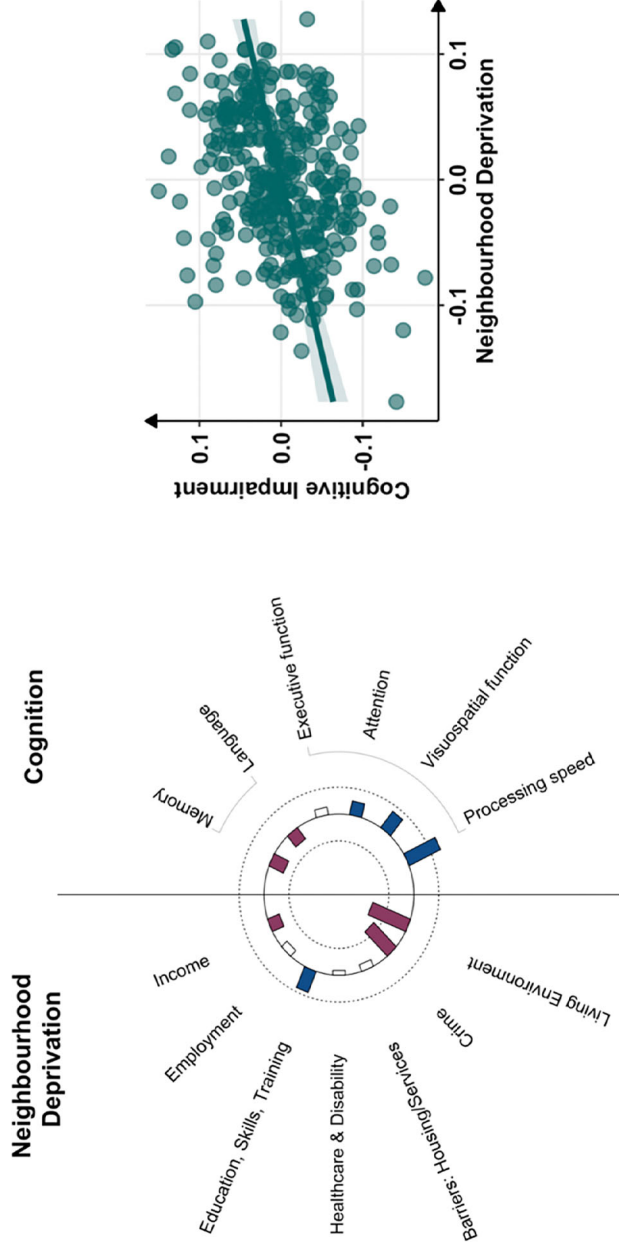 Neighbourhood
Deprivation
Cognition
Income
Employment
Education, Skills, Training
Healthcare & Disability
Barriers: Housing/Services
Crime
Living Environment
Memory
Language
Executive function
Attention
Visuospatial function
Processing speed
Cognitive Impairment
0.1
0.0
-0.1
-0.1
0.0
0.1
Neighbourhood Deprivation